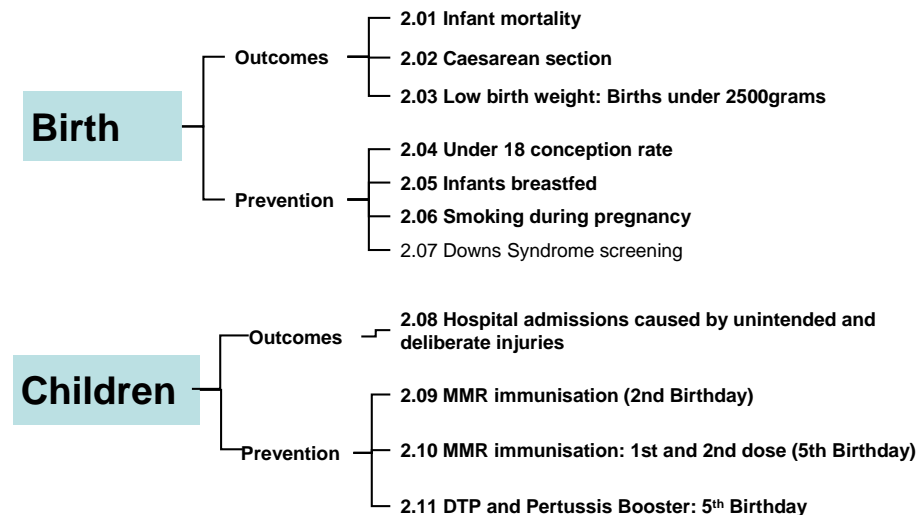 Birth
Outcomes
2.01 Infant mortality
2.02 Caesarean section
2.03 Low birth weight: Births under 2500grams
Prevention
2.04 Under 18 conception rate
2.05 Infants breastfed
2.06 Smoking during pregnancy
2.07 Downs Syndrome screening
Children
Outcomes
2.08 Hospital admissions caused by unintended and
deliberate injuries
Prevention
2.09 MMR immunisation (2nd Birthday)
2.10 MMR immunisation: 1st and 2nd dose (5th Birthday)
2.11 DTP and Pertussis Booster: 5th Birthday